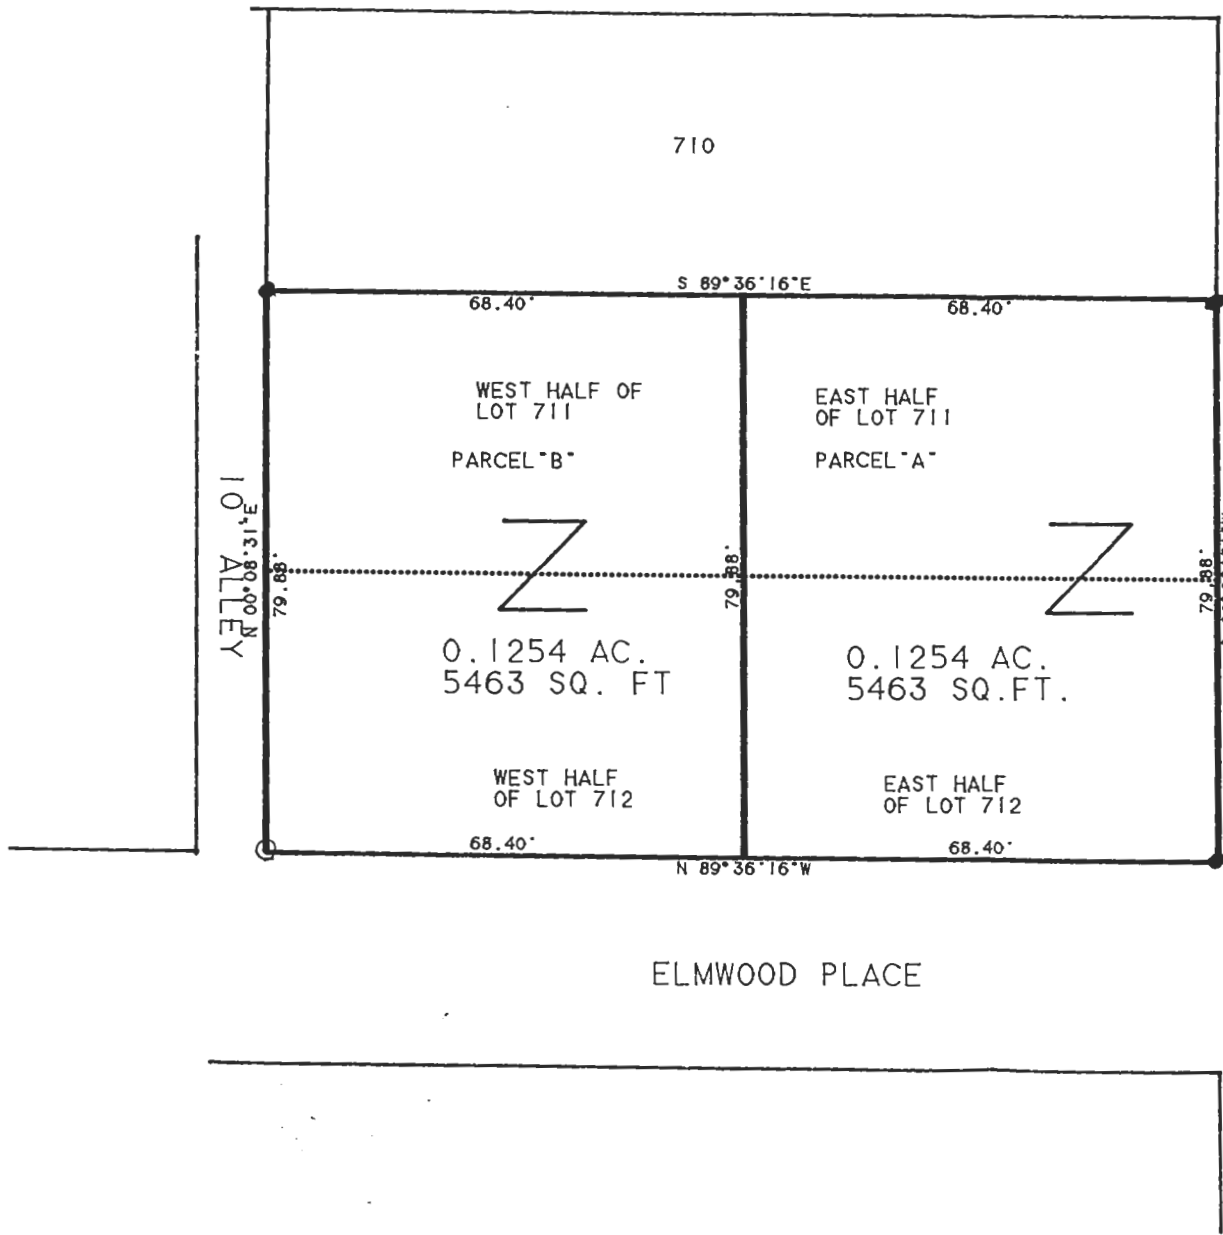 710
S 89°36'16"E
68.40'
68.40'
WEST HALF OF
LOT 711
EAST HALF
OF LOT 711
PARCEL "B"
PARCEL "A"
10' ALLEY
N 00°08'31"E
79.88'
79.88'
79.88'
0.1254 AC.
5463 SQ. FT
0.1254 AC.
5463 SQ.FT.
WEST HALF
OF LOT 712
EAST HALF
OF LOT 712
68.40'
68.40'
N 89°36'16"W
ELMWOOD PLACE